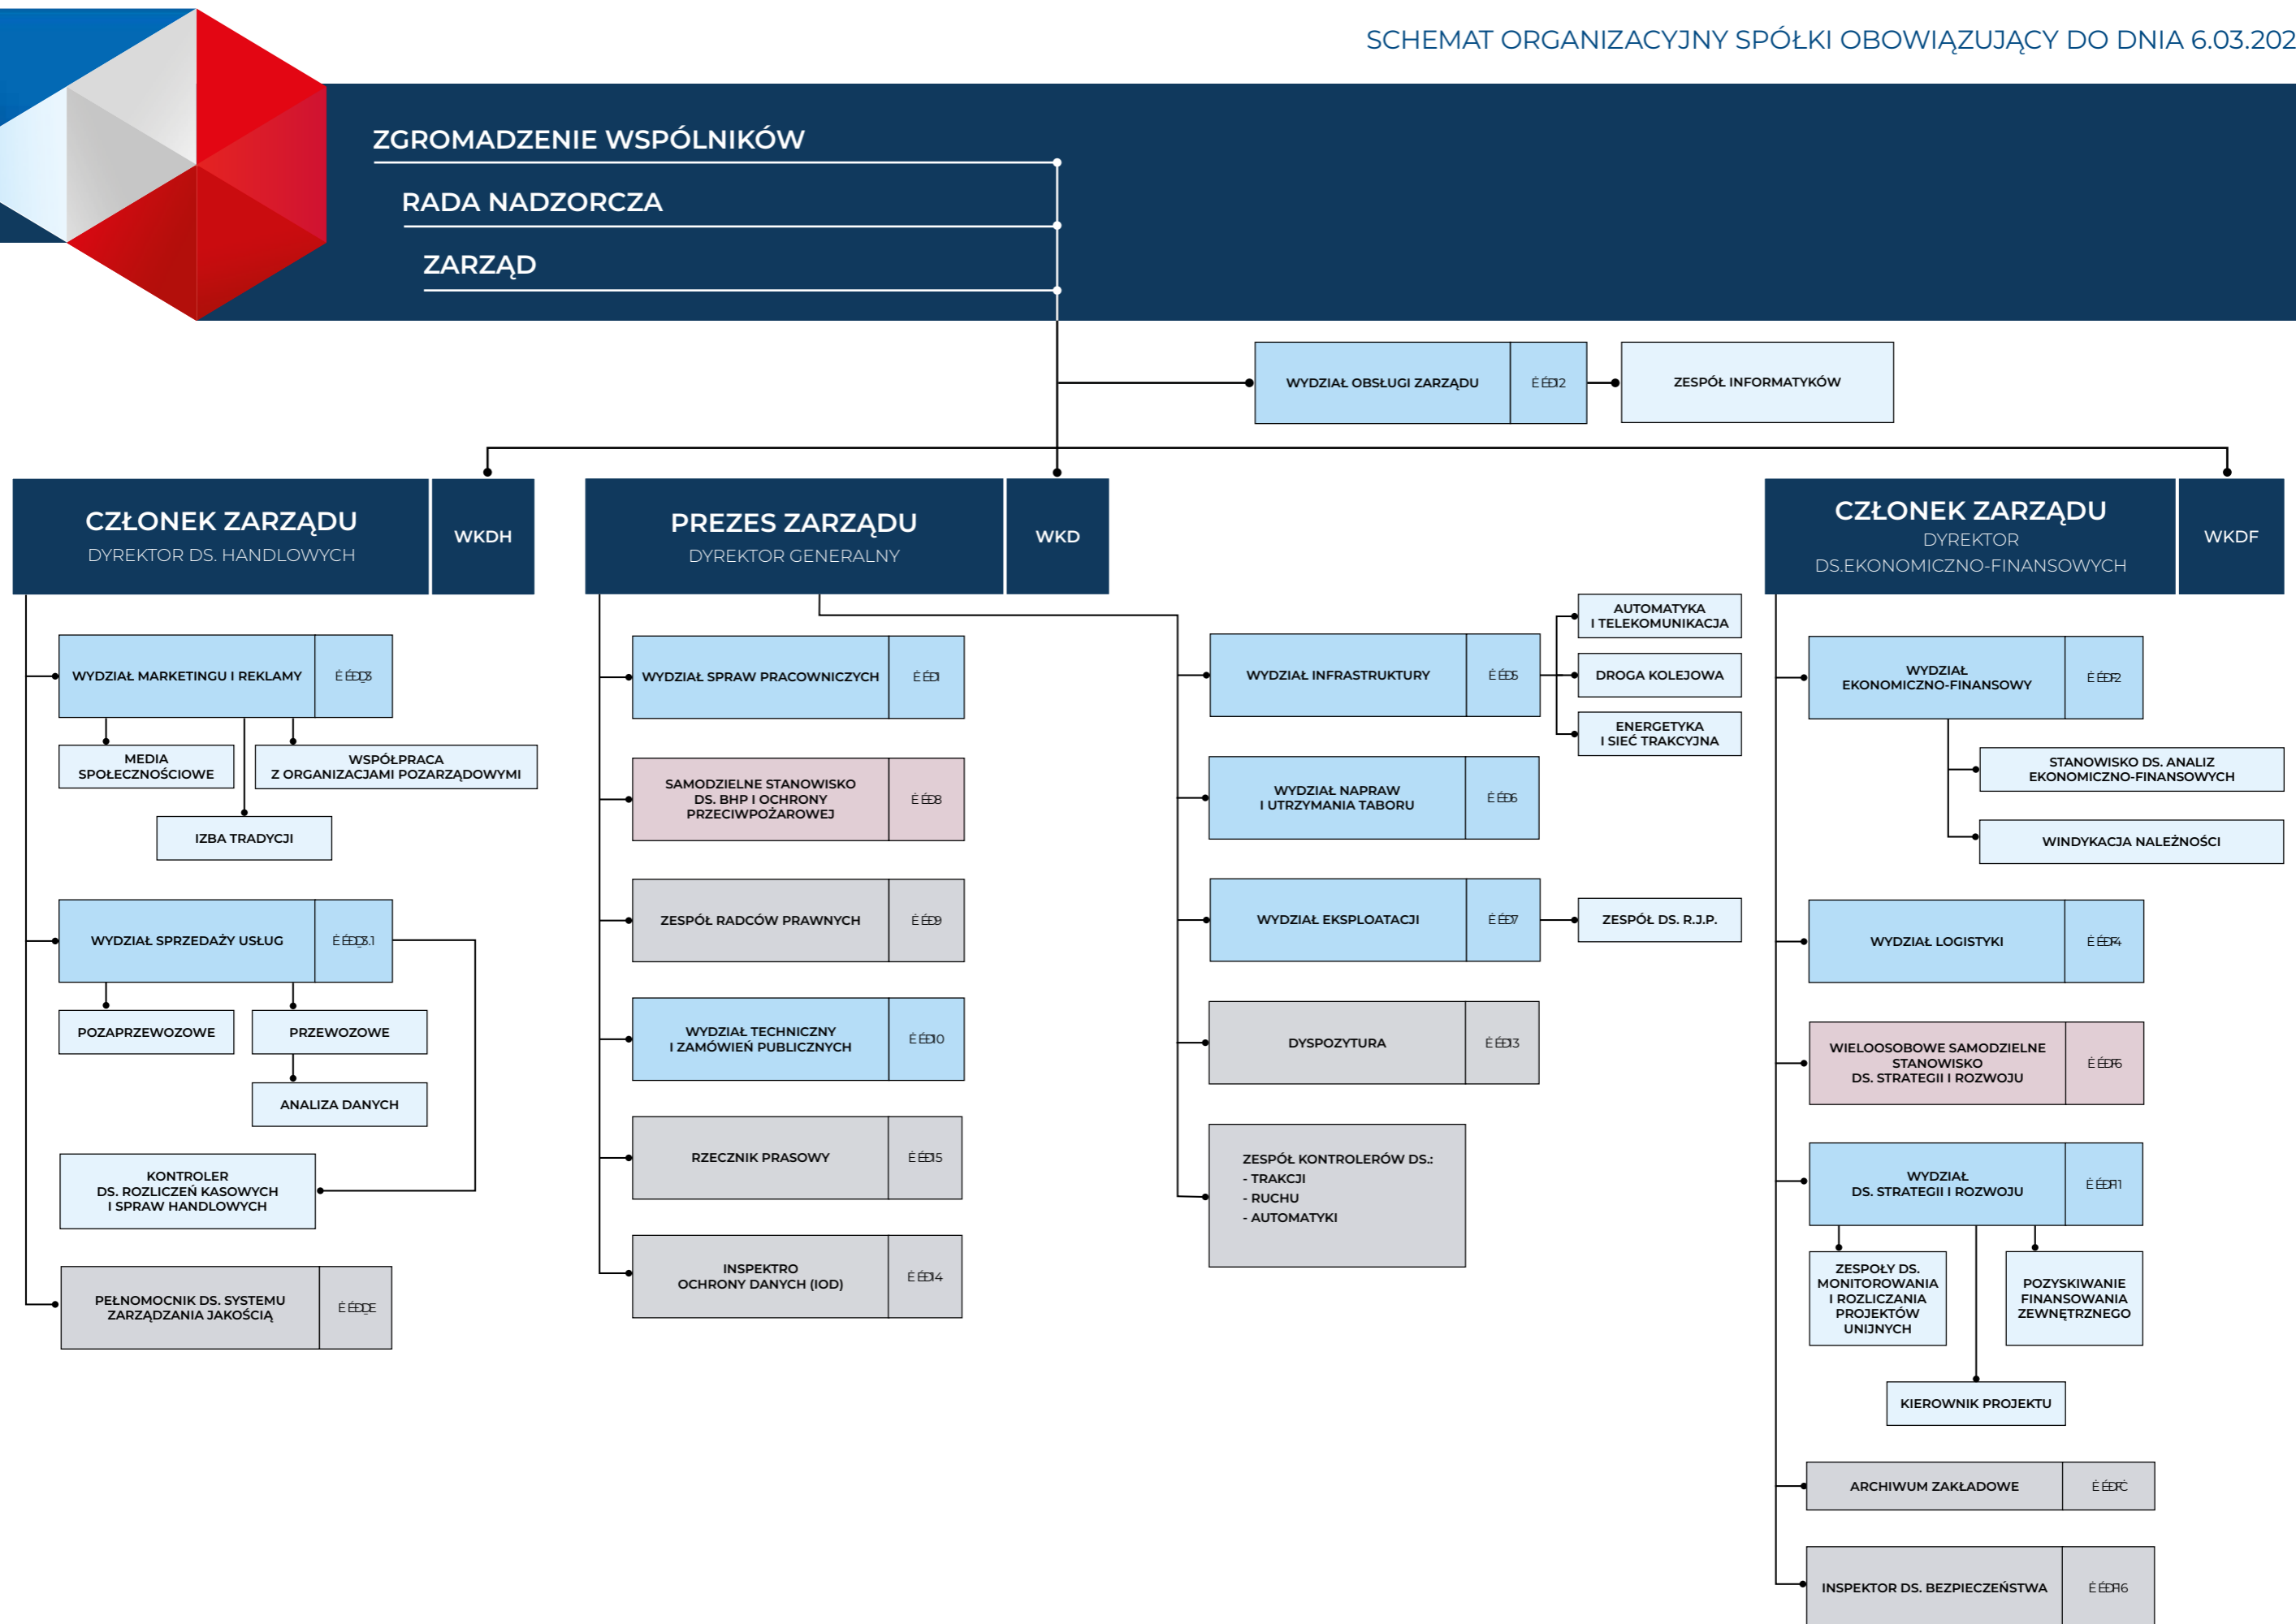 SCHEMAT ORGANIZACYJNY SPÓŁKI OBOWIĄZUJĄCY DO DNIA 6.03.202
ZGROMADZENIE WSPÓLNIKÓW
RADA NADZORCZA
ZARZĄD
WYDZIAŁ OBSŁUGI ZARZĄDU
ZESPÓŁ INFORMATYKÓW
CZŁONEK ZARZĄDU
DYREKTOR DS. HANDLOWYCH
WKDH
WYDZIAŁ MARKETINGU I REKLAMY
MEDIA
SPOŁECZNOŚCIOWE
WSPÓŁPRACA
Z ORGANIZACJAMI POZARZĄDOWYMI
IZBA TRADYCJI
WYDZIAŁ SPRZEDAŻY USŁUG
POZAPRZEWOZOWE
PRZEWOZOWE
ANALIZA DANYCH
KONTROLER
DS. ROZLICZEŃ KASOWYCH
I SPRAW HANDLOWYCH
PEŁNOMOCNIK DS. SYSTEMU
ZARZĄDZANIA JAKOŚCIĄ
PREZES ZARZĄDU
DYREKTOR GENERALNY
WKD
WYDZIAŁ SPRAW PRACOWNICZYCH
SAMODZIELNE STANOWISKO
DS. BHP I OCHRONY
PRZECIWPOŻAROWEJ
ZESPÓŁ RADCÓW PRAWNYCH
WYDZIAŁ TECHNICZNY
I ZAMÓWIEŃ PUBLICZNYCH
RZECZNIK PRASOWY
INSPEKTRO
OCHRONY DANYCH (IOD)
WYDZIAŁ INFRASTRUKTURY
AUTOMATYKA
I TELEKOMUNIKACJA
DROGA KOLEJOWA
ENERGETYKA
I SIEĆ TRAKCYJNA
WYDZIAŁ NAPRAW
I UTRZYMANIA TABORU
WYDZIAŁ EKSPLOATACJI
ZESPÓŁ DS. R.J.P.
DYSPOZYTURA
ZESPÓŁ KONTROLERÓW DS.:
- TRAKCJI
- RUCHU
- AUTOMATYKI
CZŁONEK ZARZĄDU
DYREKTOR
DS.EKONOMICZNO-FINANSOWYCH
WKDF
WYDZIAŁ
EKONOMICZNO-FINANSOWY
STANOWISKO DS. ANALIZ
EKONOMICZNO-FINANSOWYCH
WINDYKACJA NALEŻNOŚCI
WYDZIAŁ LOGISTYKI
WIELOOSOBOWE SAMODZIELNE
STANOWISKO
DS. STRATEGII I ROZWOJU
WYDZIAŁ
DS. STRATEGII I ROZWOJU
ZESPOŁY DS.
MONITOROWANIA
I ROZLICZANIA
PROJEKTÓW
UNIJNYCH
POZYSKIWANIE
FINANSOWANIA
ZEWNĘTRZNEGO
KIEROWNIK PROJEKTU
ARCHIWUM ZAKŁADOWE
INSPEKTOR DS. BEZPIECZEŃSTWA